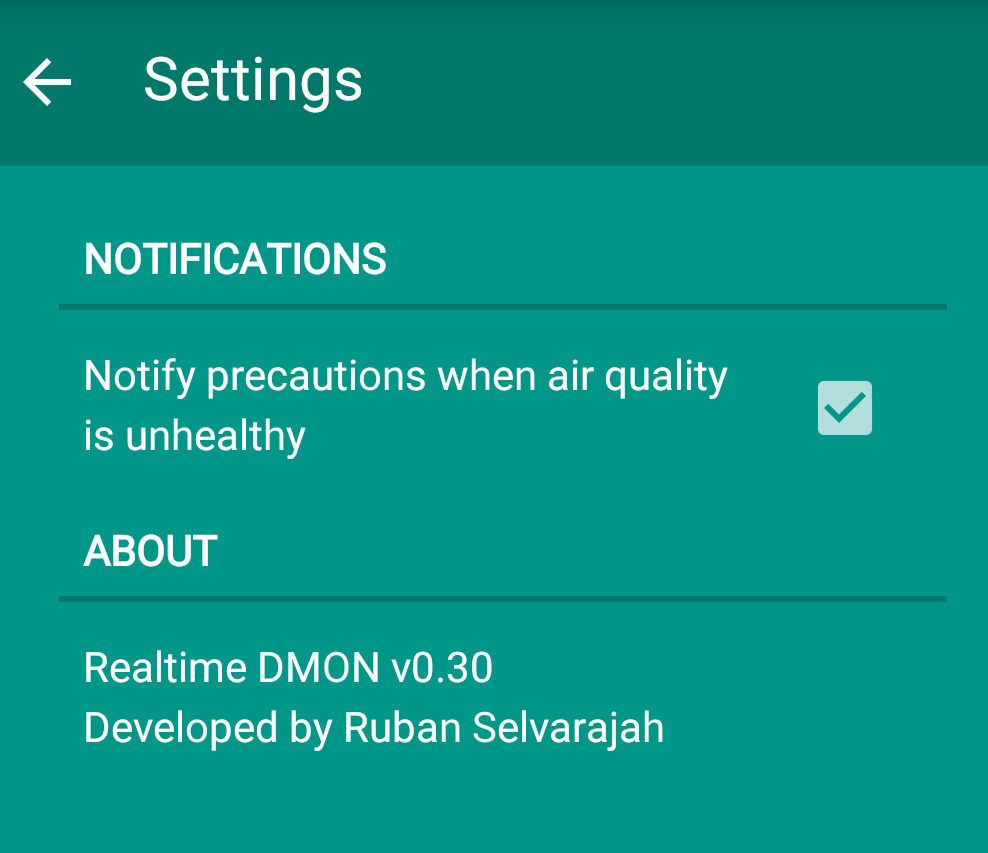 Settings
NOTIFICATIONS
Notify precautions when air quality
is unhealthy
ABOUT
Realtime DMON v0.30
Developed by Ruban Selvarajah